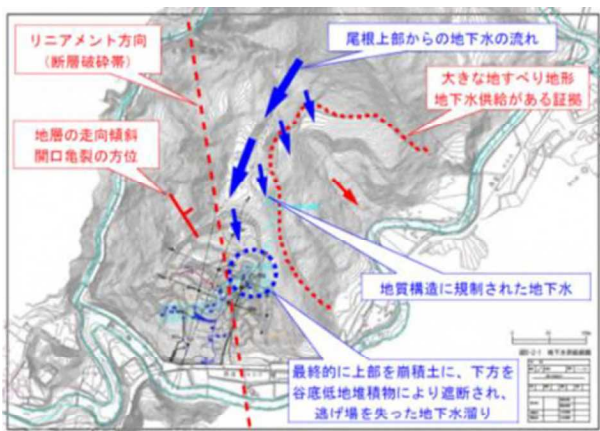 リニアメント方向
（断層破砕帯）
尾根上部からの地下水の流れ
大きな地すべり地形
地下水供給がある証拠
地層の走向傾斜
開口亀裂の方位
地質構造に規制された地下水
最終的に上部を崩積土に、下方を
谷底低地堆積物により遮断され、
逃げ場を失った地下水溜り